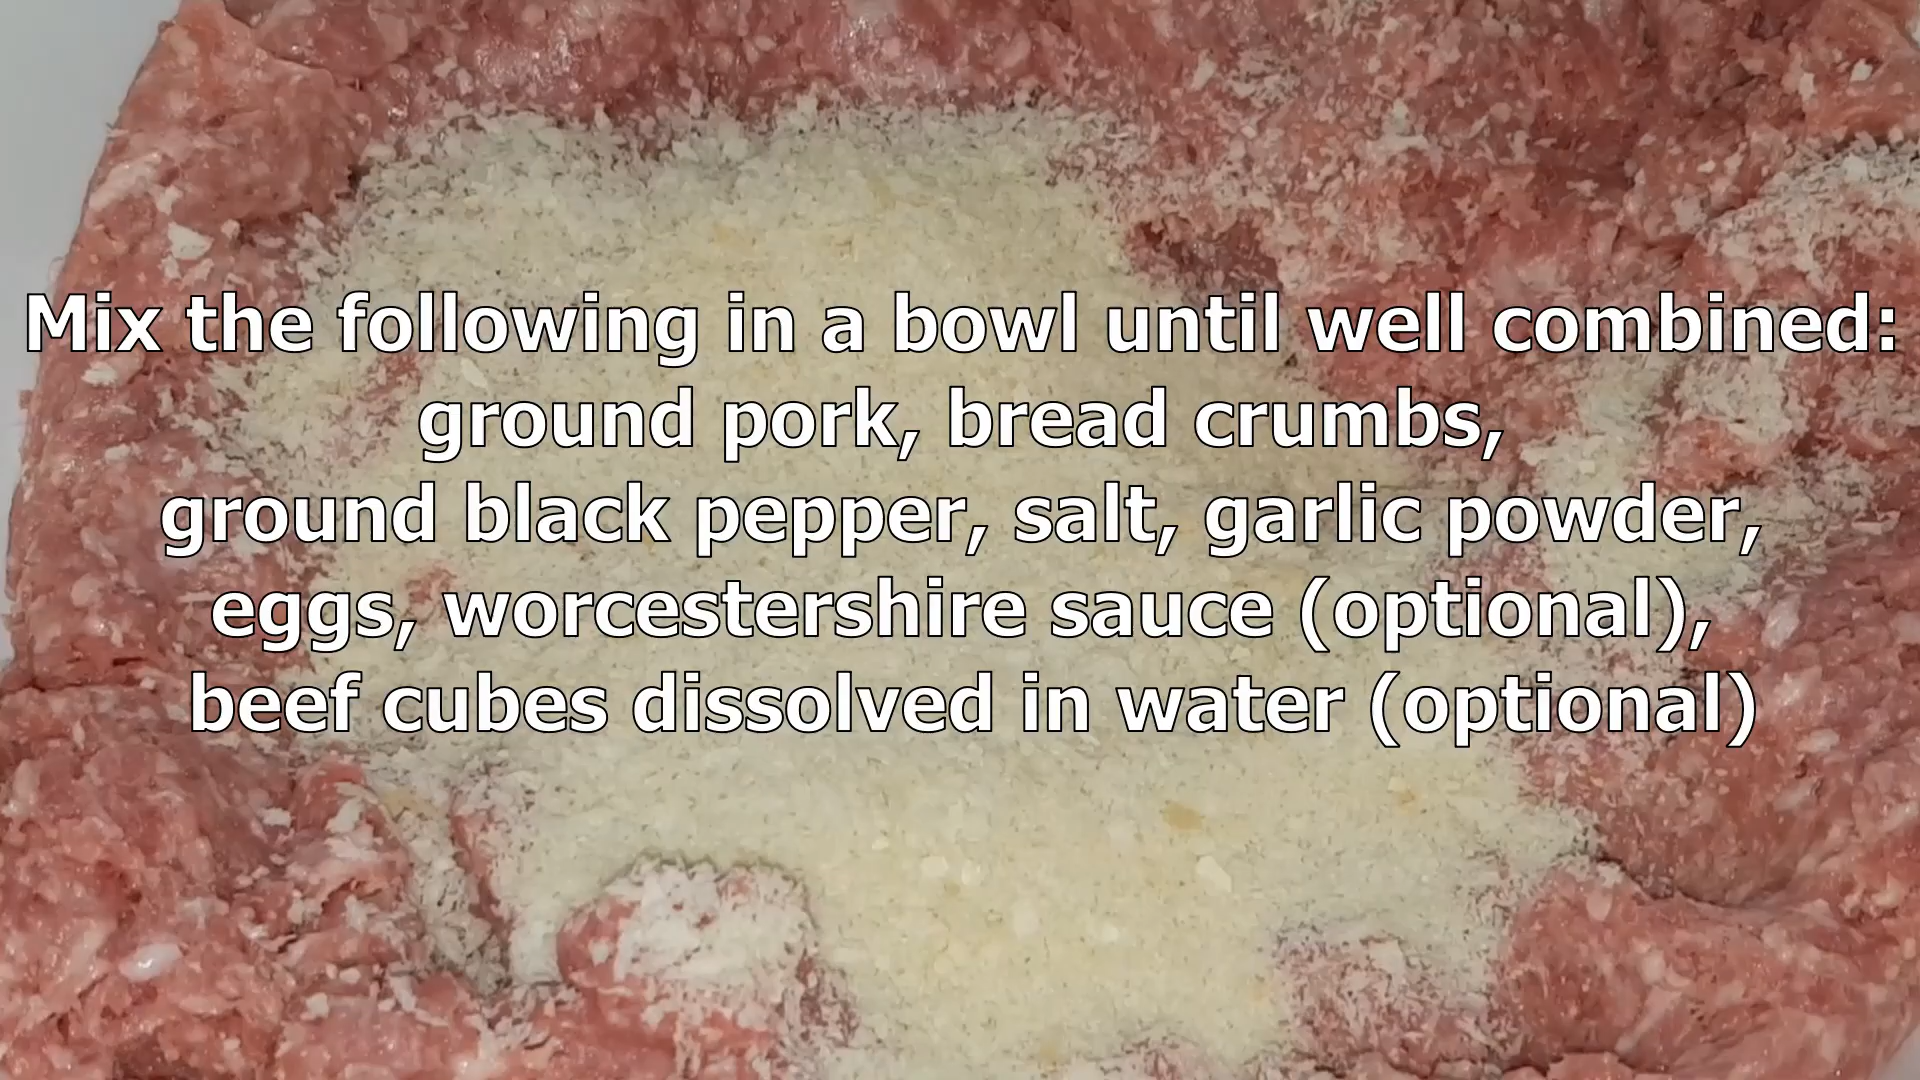 Mix the following in a bowl until well combined:
ground pork, bread crumbs,
ground black pepper, salt, garlic powder,
eggs, worcestershire sauce (optional),
beef cubes dissolved in water (optional)